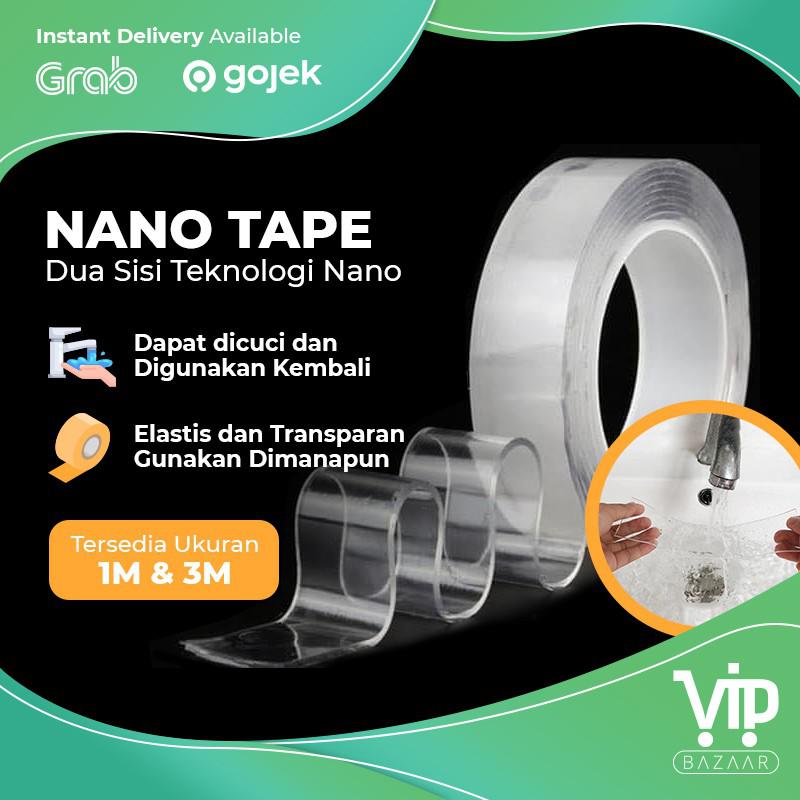 Instant Delivery Available
Grab gojek
NANO TAPE
Dua Sisi Teknologi Nano
Dapat dicuci dan
Digunakan Kembali
Elastis dan Transparan
Gunakan Dimanapun
Tersedia Ukuran
1M & 3M
ViP
BAZAAR